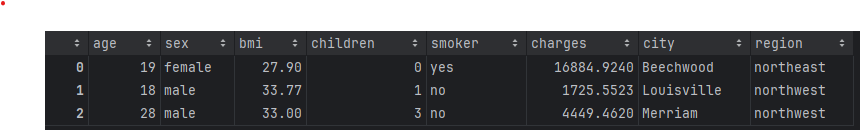 age sex bmi children smoker charges city region
0 19 female 27.90 0 yes 16884.9240 Beechwood northeast
1 18 male 33.77 1 no 1725.5523 Louisville northwest
2 28 male 33.00 3 no 4449.4620 Merriam northwest